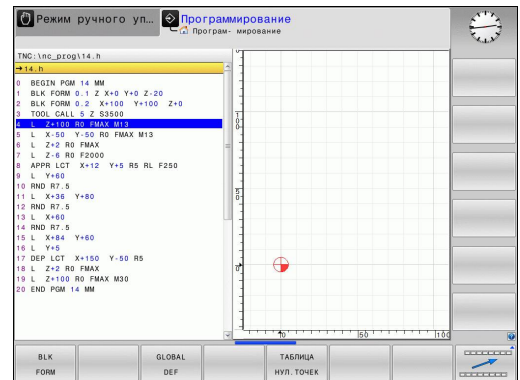 Режим ручного уп...
Программирование
Програм- мирование
TNC:\nc_prog\14.h
→14.h
0 BEGIN PGM 14 MM
1 BLK FORM 0.1 Z X+0 Y+0 Z-20
2 BLK FORM 0.2 X+100 Y+100 Z+0
3 TOOL CALL 5 Z S3500
4 L Z+100 R0 FMAX M13
5 L X-50 Y-50 R0 FMAX M13
6 L Z+2 R0 FMAX
7 L Z-6 R0 F2000
8 APPR LCT X+12 Y+5 R5 RL F250
9 L Y+60
10 RND R7.5
11 L X+36 Y+80
12 RND R7.5
13 L X+60
14 RND R7.5
15 L X+84 Y+60
16 L Y+5
17 DEP LCT X+150 Y-50 R5
18 L Z+2 R0 FMAX
19 L Z+100 R0 FMAX M30
20 END PGM 14 MM
100
50
0
0
50
100
BLK FORM
GLOBAL DEF
ТАБЛИЦА НУЛ. ТОЧЕК